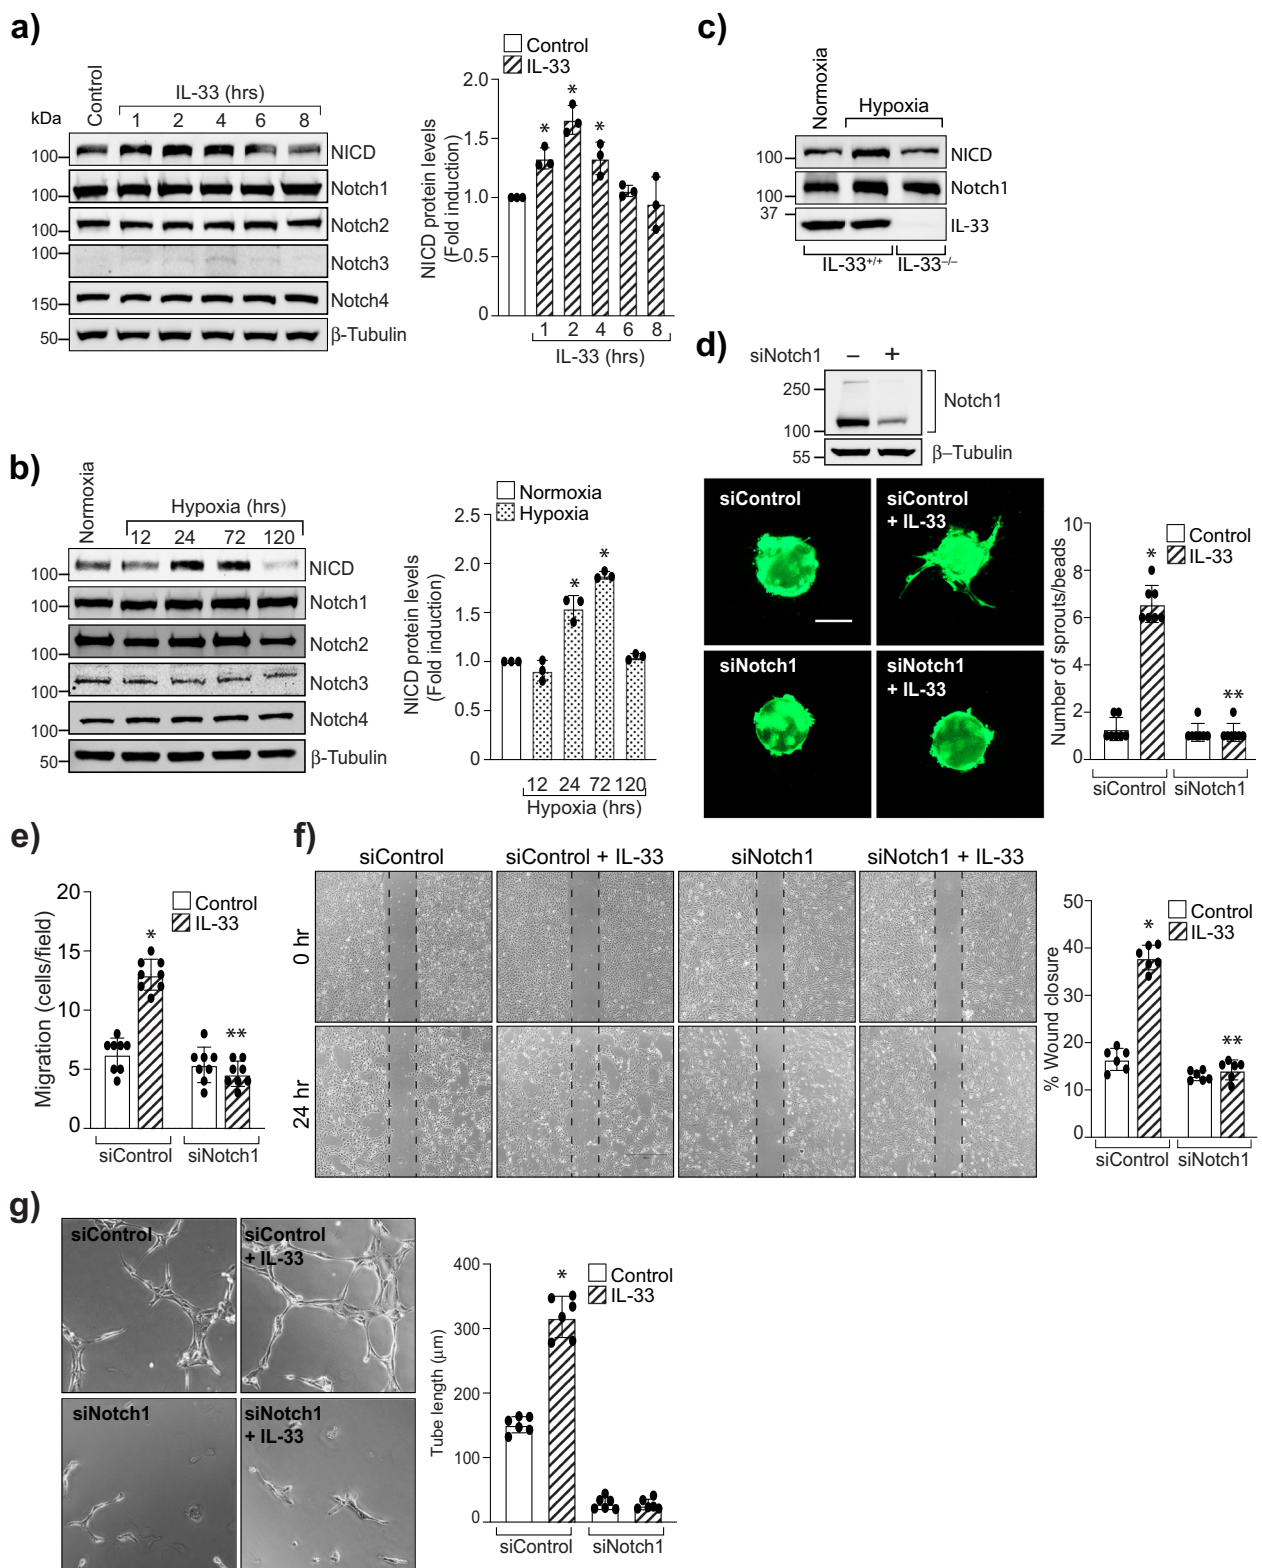 a)
Control
IL-33 (hrs)
kDa
1 2 4 6 8
100 NICD
100 Notch1
100 Notch2
100 Notch3
150 Notch4
50 β-Tubulin
Control
IL-33
NICD protein levels
(Fold induction)
2.0
1.5
1.0
0.5
0
*
*
*
1 2 4 6 8
IL-33 (hrs)
c)
Normoxia
Hypoxia
100 NICD
100 Notch1
37 IL-33
IL-33+/+ IL-33–/–
b)
Normoxia
Hypoxia (hrs)
12 24 72 120
100 NICD
100 Notch1
100 Notch2
100 Notch3
100 Notch4
50 β-Tubulin
Normoxia
Hypoxia
NICD protein levels
(Fold induction)
2.5
2.0
1.5
1.0
0.5
0
*
*
12 24 72 120
Hypoxia (hrs)
d)
siNotch1 – +
250
100
Notch1
55 β–Tubulin
siControl
siControl
+ IL-33
siNotch1
siNotch1
+ IL-33
Control
IL-33
Number of sprouts/beads
10
8
6
4
2
0
*
**
siControl siNotch1
e)
Control
IL-33
Migration (cells/field)
20
15
10
5
0
*
**
siControl siNotch1
f)
siControl siControl + IL-33 siNotch1 siNotch1 + IL-33
0 hr
24 hr
Control
IL-33
% Wound closure
50
40
30
20
10
0
*
**
siControl siNotch1
g)
siControl
siControl
+ IL-33
siNotch1
siNotch1
+ IL-33
Control
IL-33
Tube length (μm)
400
300
200
100
0
*
siControl siNotch1